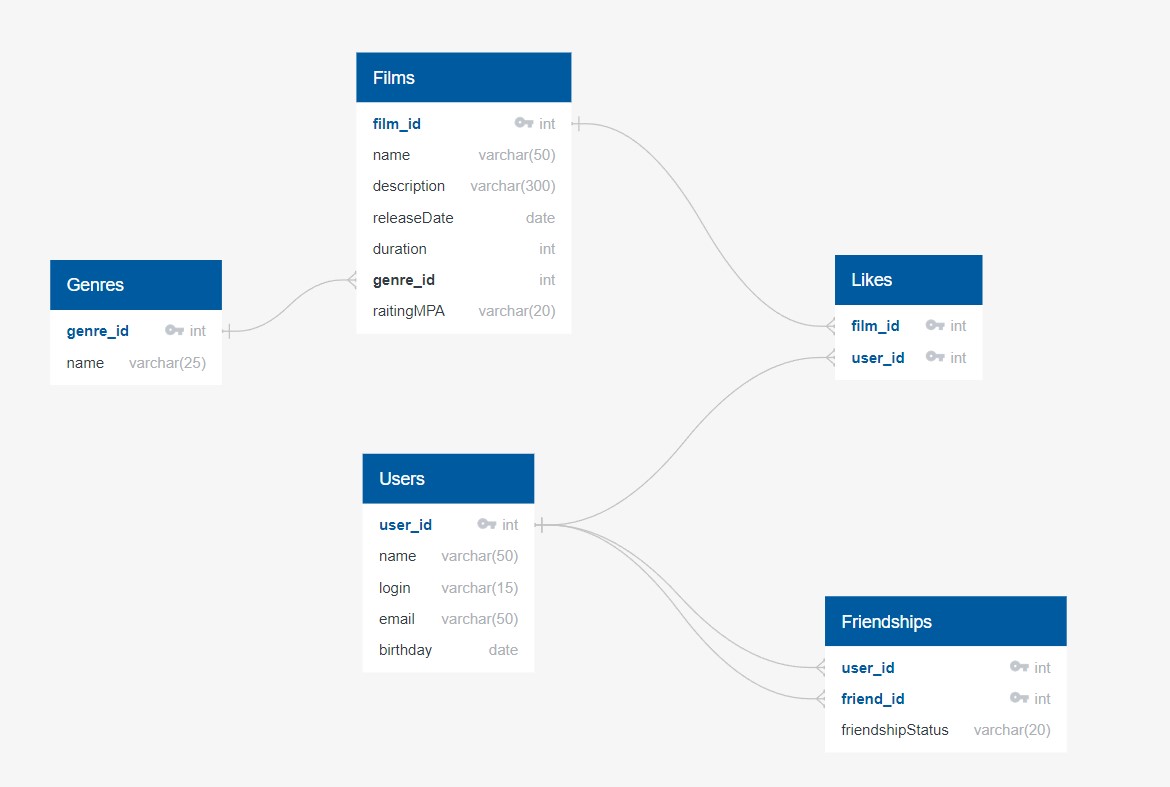 Films
film_id int
name varchar(50)
description varchar(300)
releaseDate date
duration int
genre_id int
raitingMPA varchar(20)
Genres
genre_id int
name varchar(25)
Likes
film_id int
user_id int
Users
user_id int
name varchar(50)
login varchar(15)
email varchar(50)
birthday date
Friendships
user_id int
friend_id int
friendshipStatus varchar(20)